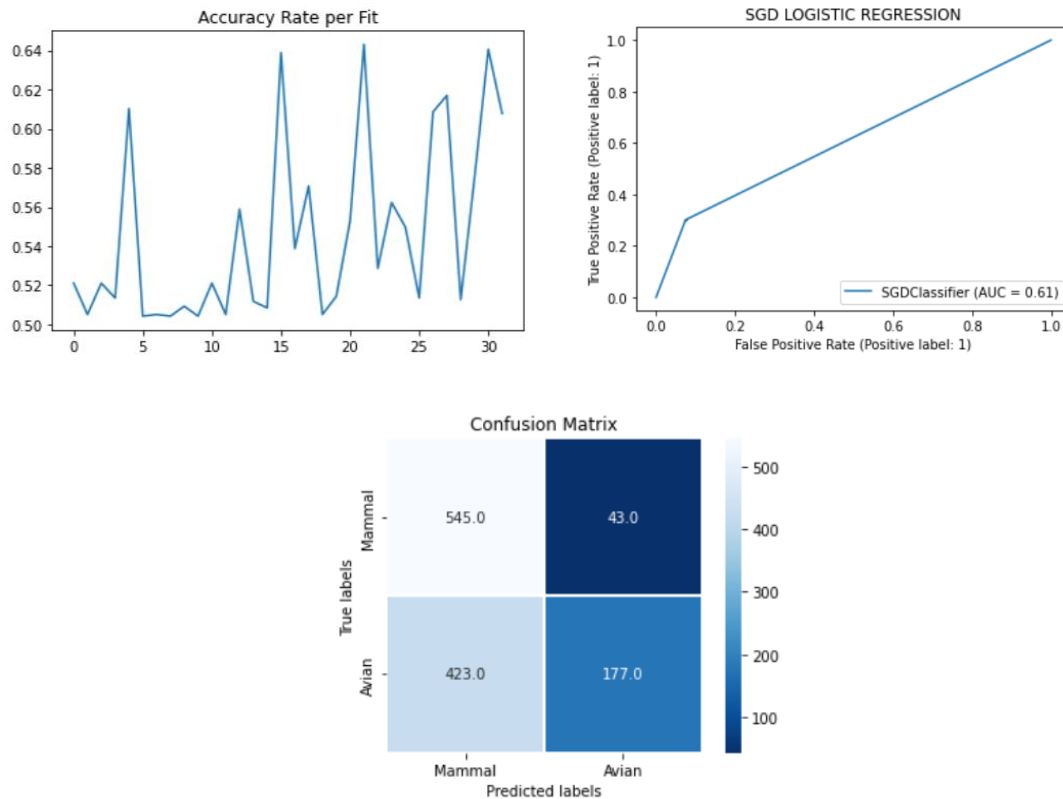 Accuracy Rate per Fit
0.64
0.62
0.60
0.58
0.56
0.54
0.52
0.50
0 5 10 15 20 25 30
SGD LOGISTIC REGRESSION
True Positive Rate (Positive label: 1)
1.0
0.8
0.6
0.4
0.2
0.0
SGDClassifier (AUC = 0.61)
0.0 0.2 0.4 0.6 0.8 1.0
False Positive Rate (Positive label: 1)
Confusion Matrix
True labels
Mammal
545.0 43.0
Avian
423.0 177.0
Mammal Avian
Predicted labels
500
400
300
200
100